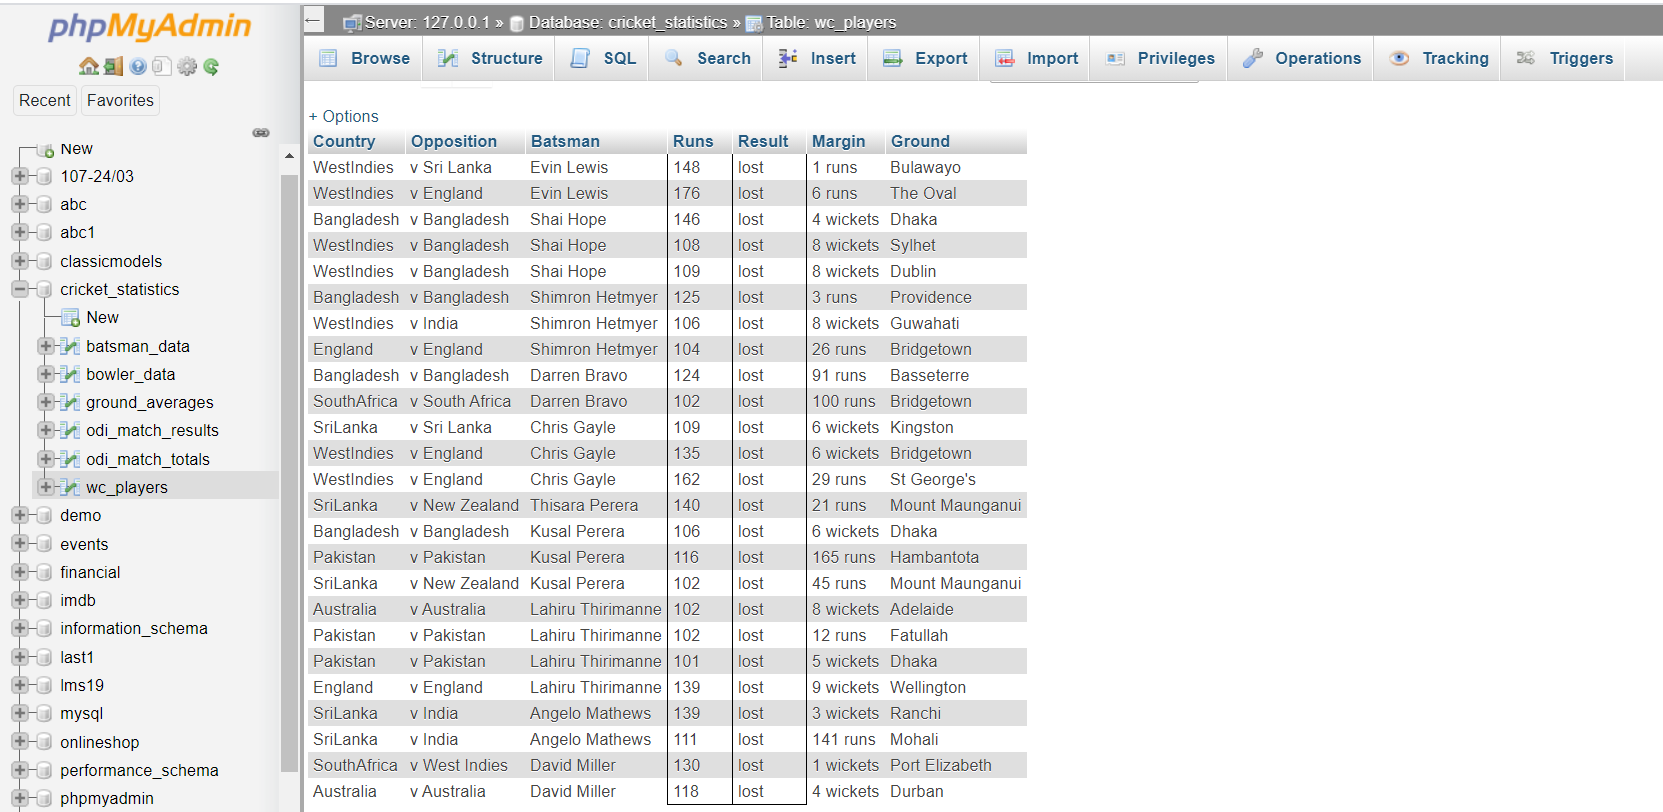 phpMyAdmin
Recent Favorites
New
107-24/03
abc
abc1
classicmodels
cricket_statistics
New
batsman_data
bowler_data
ground_averages
odi_match_results
odi_match_totals
wc_players
demo
events
financial
imdb
information_schema
last1
lms19
mysql
onlineshop
performance_schema
phpmyadmin
Server: 127.0.0.1 » Database: cricket_statistics » Table: wc_players
Browse Structure SQL Search Insert Export Import Privileges Operations Tracking Triggers
+ Options
Country Opposition Batsman Runs Result Margin Ground
WestIndies v Sri Lanka Evin Lewis 148 lost 1 runs Bulawayo
WestIndies v England Evin Lewis 176 lost 6 runs The Oval
Bangladesh v Bangladesh Shai Hope 146 lost 4 wickets Dhaka
WestIndies v Bangladesh Shai Hope 108 lost 8 wickets Sylhet
WestIndies v Bangladesh Shai Hope 109 lost 8 wickets Dublin
Bangladesh v Bangladesh Shimron Hetmyer 125 lost 3 runs Providence
WestIndies v India Shimron Hetmyer 106 lost 8 wickets Guwahati
England v England Shimron Hetmyer 104 lost 26 runs Bridgetown
Bangladesh v Bangladesh Darren Bravo 124 lost 91 runs Basseterre
SouthAfrica v South Africa Darren Bravo 102 lost 100 runs Bridgetown
SriLanka v Sri Lanka Chris Gayle 109 lost 6 wickets Kingston
WestIndies v England Chris Gayle 135 lost 6 wickets Bridgetown
WestIndies v England Chris Gayle 162 lost 29 runs St George's
SriLanka v New Zealand Thisara Perera 140 lost 21 runs Mount Maunganui
Bangladesh v Bangladesh Kusal Perera 106 lost 6 wickets Dhaka
Pakistan v Pakistan Kusal Perera 116 lost 165 runs Hambantota
SriLanka v New Zealand Kusal Perera 102 lost 45 runs Mount Maunganui
Australia v Australia Lahiru Thirimanne 102 lost 8 wickets Adelaide
Pakistan v Pakistan Lahiru Thirimanne 102 lost 12 runs Fatullah
Pakistan v Pakistan Lahiru Thirimanne 101 lost 5 wickets Dhaka
England v England Lahiru Thirimanne 139 lost 9 wickets Wellington
SriLanka v India Angelo Mathews 139 lost 3 wickets Ranchi
SriLanka v India Angelo Mathews 111 lost 141 runs Mohali
SouthAfrica v West Indies David Miller 130 lost 1 wickets Port Elizabeth
Australia v Australia David Miller 118 lost 4 wickets Durban